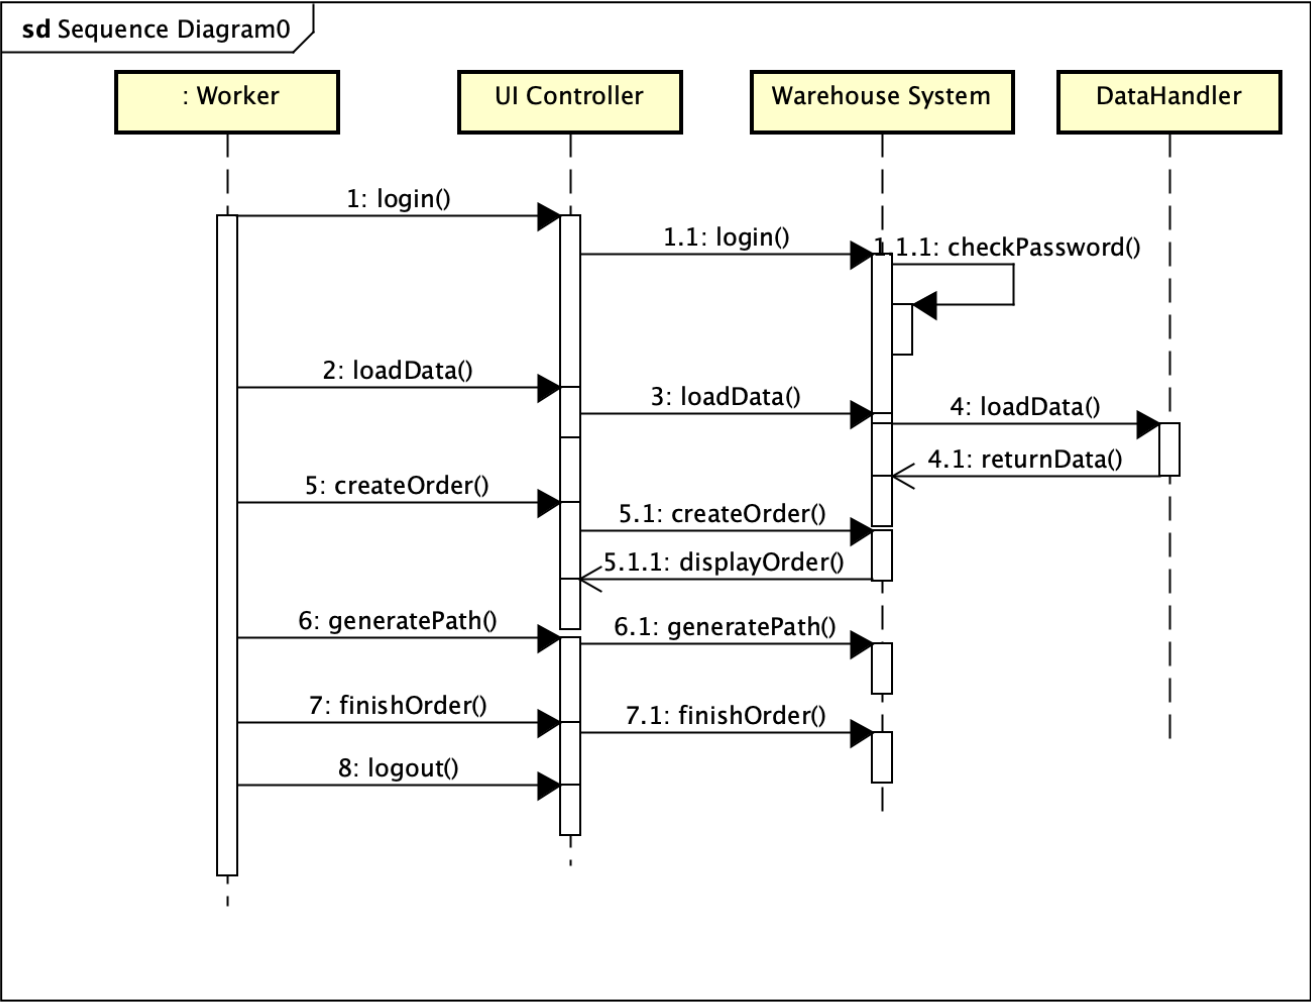 sd Sequence Diagram0
: Worker
UI Controller
Warehouse System
DataHandler
1: login()
1.1: login()
1.1.1: checkPassword()
2: loadData()
3: loadData()
4: loadData()
4.1: returnData()
5: createOrder()
5.1: createOrder()
5.1.1: displayOrder()
6: generatePath()
6.1: generatePath()
7: finishOrder()
7.1: finishOrder()
8: logout()